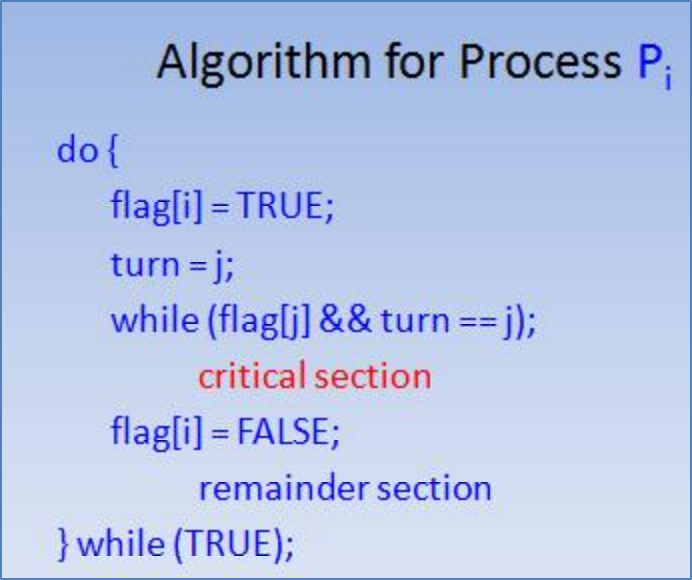 Algorithm for Process Pi
do {
flag[i] = TRUE;
turn = j;
while (flag[j] && turn == j);
critical section
flag[i] = FALSE;
remainder section
} while (TRUE);